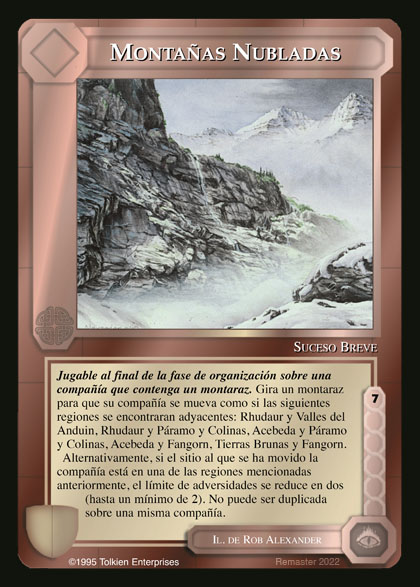 Montañas Nubladas
Suceso Breve
Jugable al final de la fase de organización sobre una
compañía que contenga un montaraz. Gira un montaraz
para que su compañía se mueva como si las siguientes
regiones se encontraran adyacentes: Rhudaur y Valles del
Anduin, Rhudaur y Páramo y Colinas, Acebeda y Páramo
y Colinas, Acebeda y Fangorn, Tierras Brunas y Fangorn.
Alternativamente, si el sitio al que se ha movido la
compañía está en una de las regiones mencionadas
anteriormente, el límite de adversidades se reduce en dos
(hasta un mínimo de 2). No puede ser duplicada
sobre una misma compañía.
7
Il. de Rob Alexander
©1995 Tolkien Enterprises
Remaster 2022